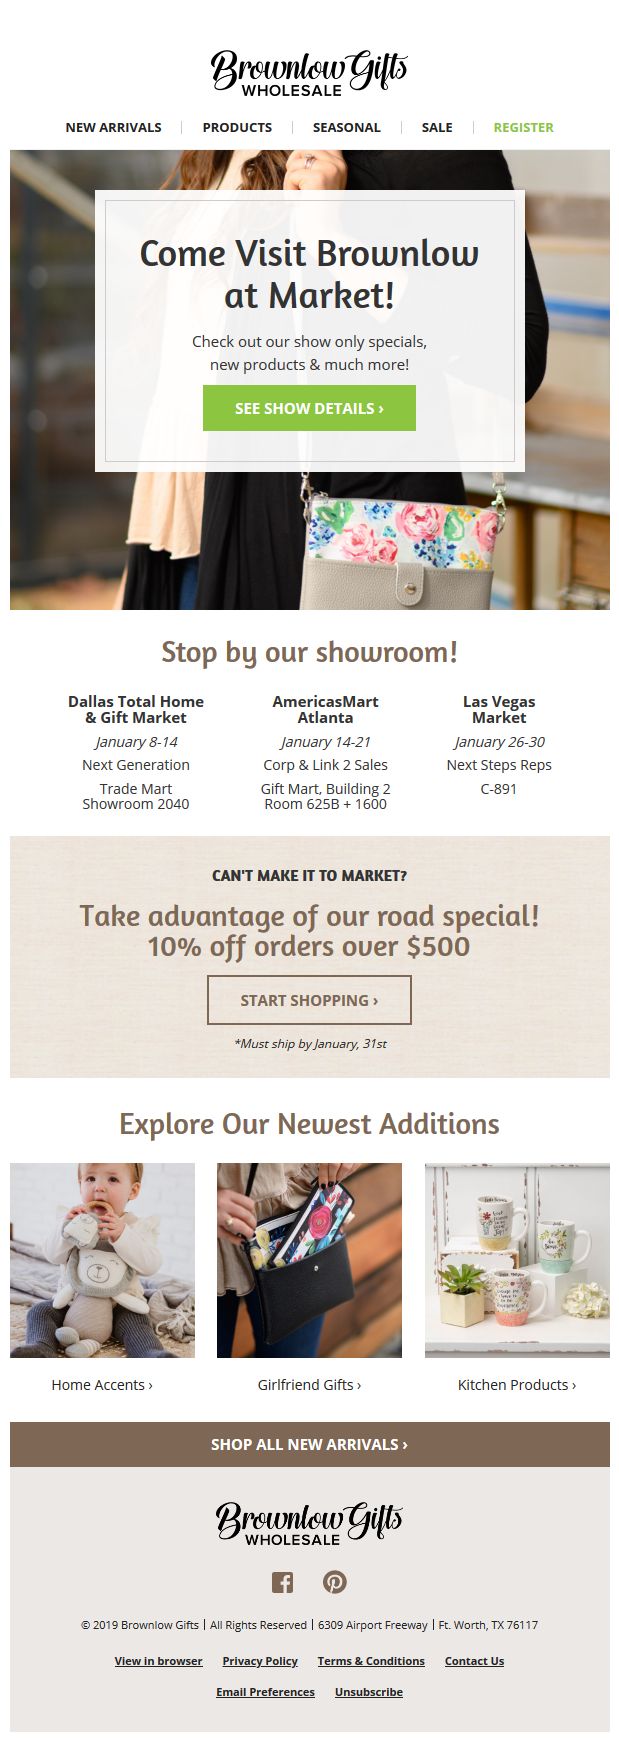 Brownlow Gifts
WHOLESALE
NEW ARRIVALS | PRODUCTS | SEASONAL | SALE | REGISTER
Come Visit Brownlow
at Market!
Check out our show only specials,
new products & much more!
SEE SHOW DETAILS ›
Stop by our showroom!
Dallas Total Home
& Gift Market
January 8-14
Next Generation
Trade Mart
Showroom 2040
AmericasMart
Atlanta
January 14-21
Corp & Link 2 Sales
Gift Mart, Building 2
Room 625B + 1600
Las Vegas
Market
January 26-30
Next Steps Reps
C-891
CAN'T MAKE IT TO MARKET?
Take advantage of our road special!
10% off orders over $500
START SHOPPING ›
*Must ship by January, 31st
Explore Our Newest Additions
Home Accents ›
Girlfriend Gifts ›
Kitchen Products ›
SHOP ALL NEW ARRIVALS ›
Brownlow Gifts
WHOLESALE
© 2019 Brownlow Gifts | All Rights Reserved | 6309 Airport Freeway | Ft. Worth, TX 76117
View in browser Privacy Policy Terms & Conditions Contact Us
Email Preferences Unsubscribe